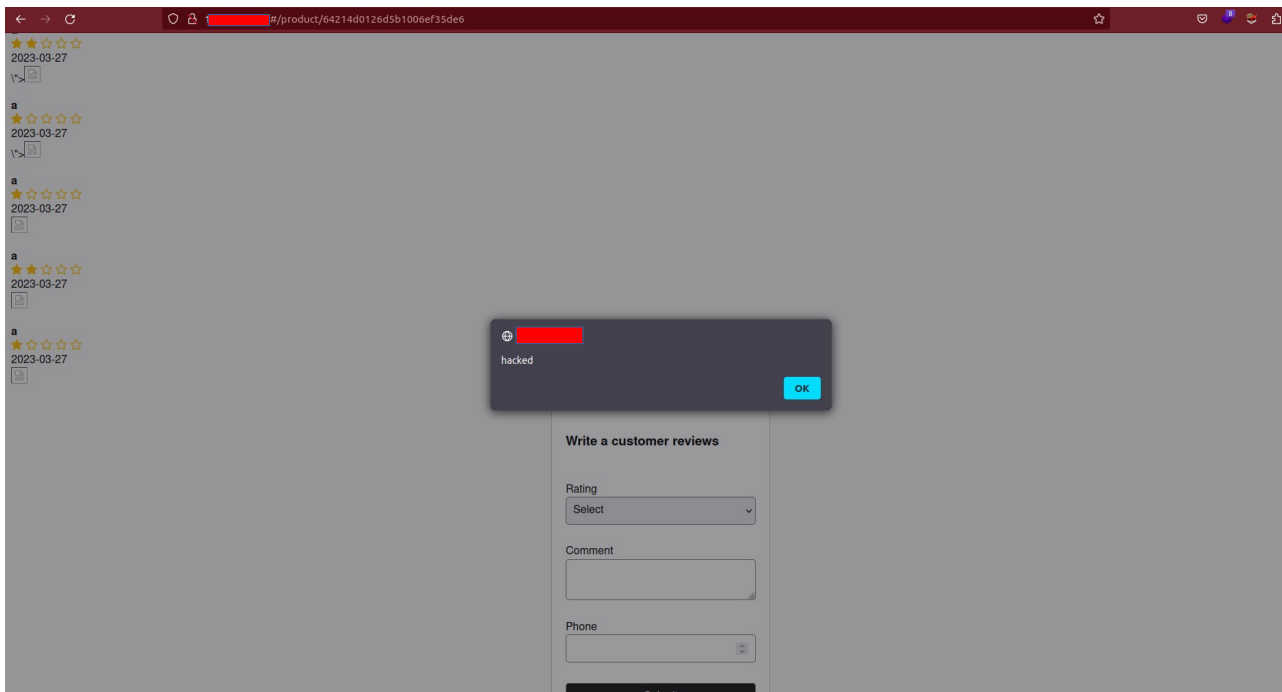 #/product/64214d0126d5b1006ef35de6
8
2023-03-27
\">
a
2023-03-27
\">
a
2023-03-27
a
2023-03-27
a
2023-03-27
hacked
OK
Write a customer reviews
Rating
Select
Comment
Phone